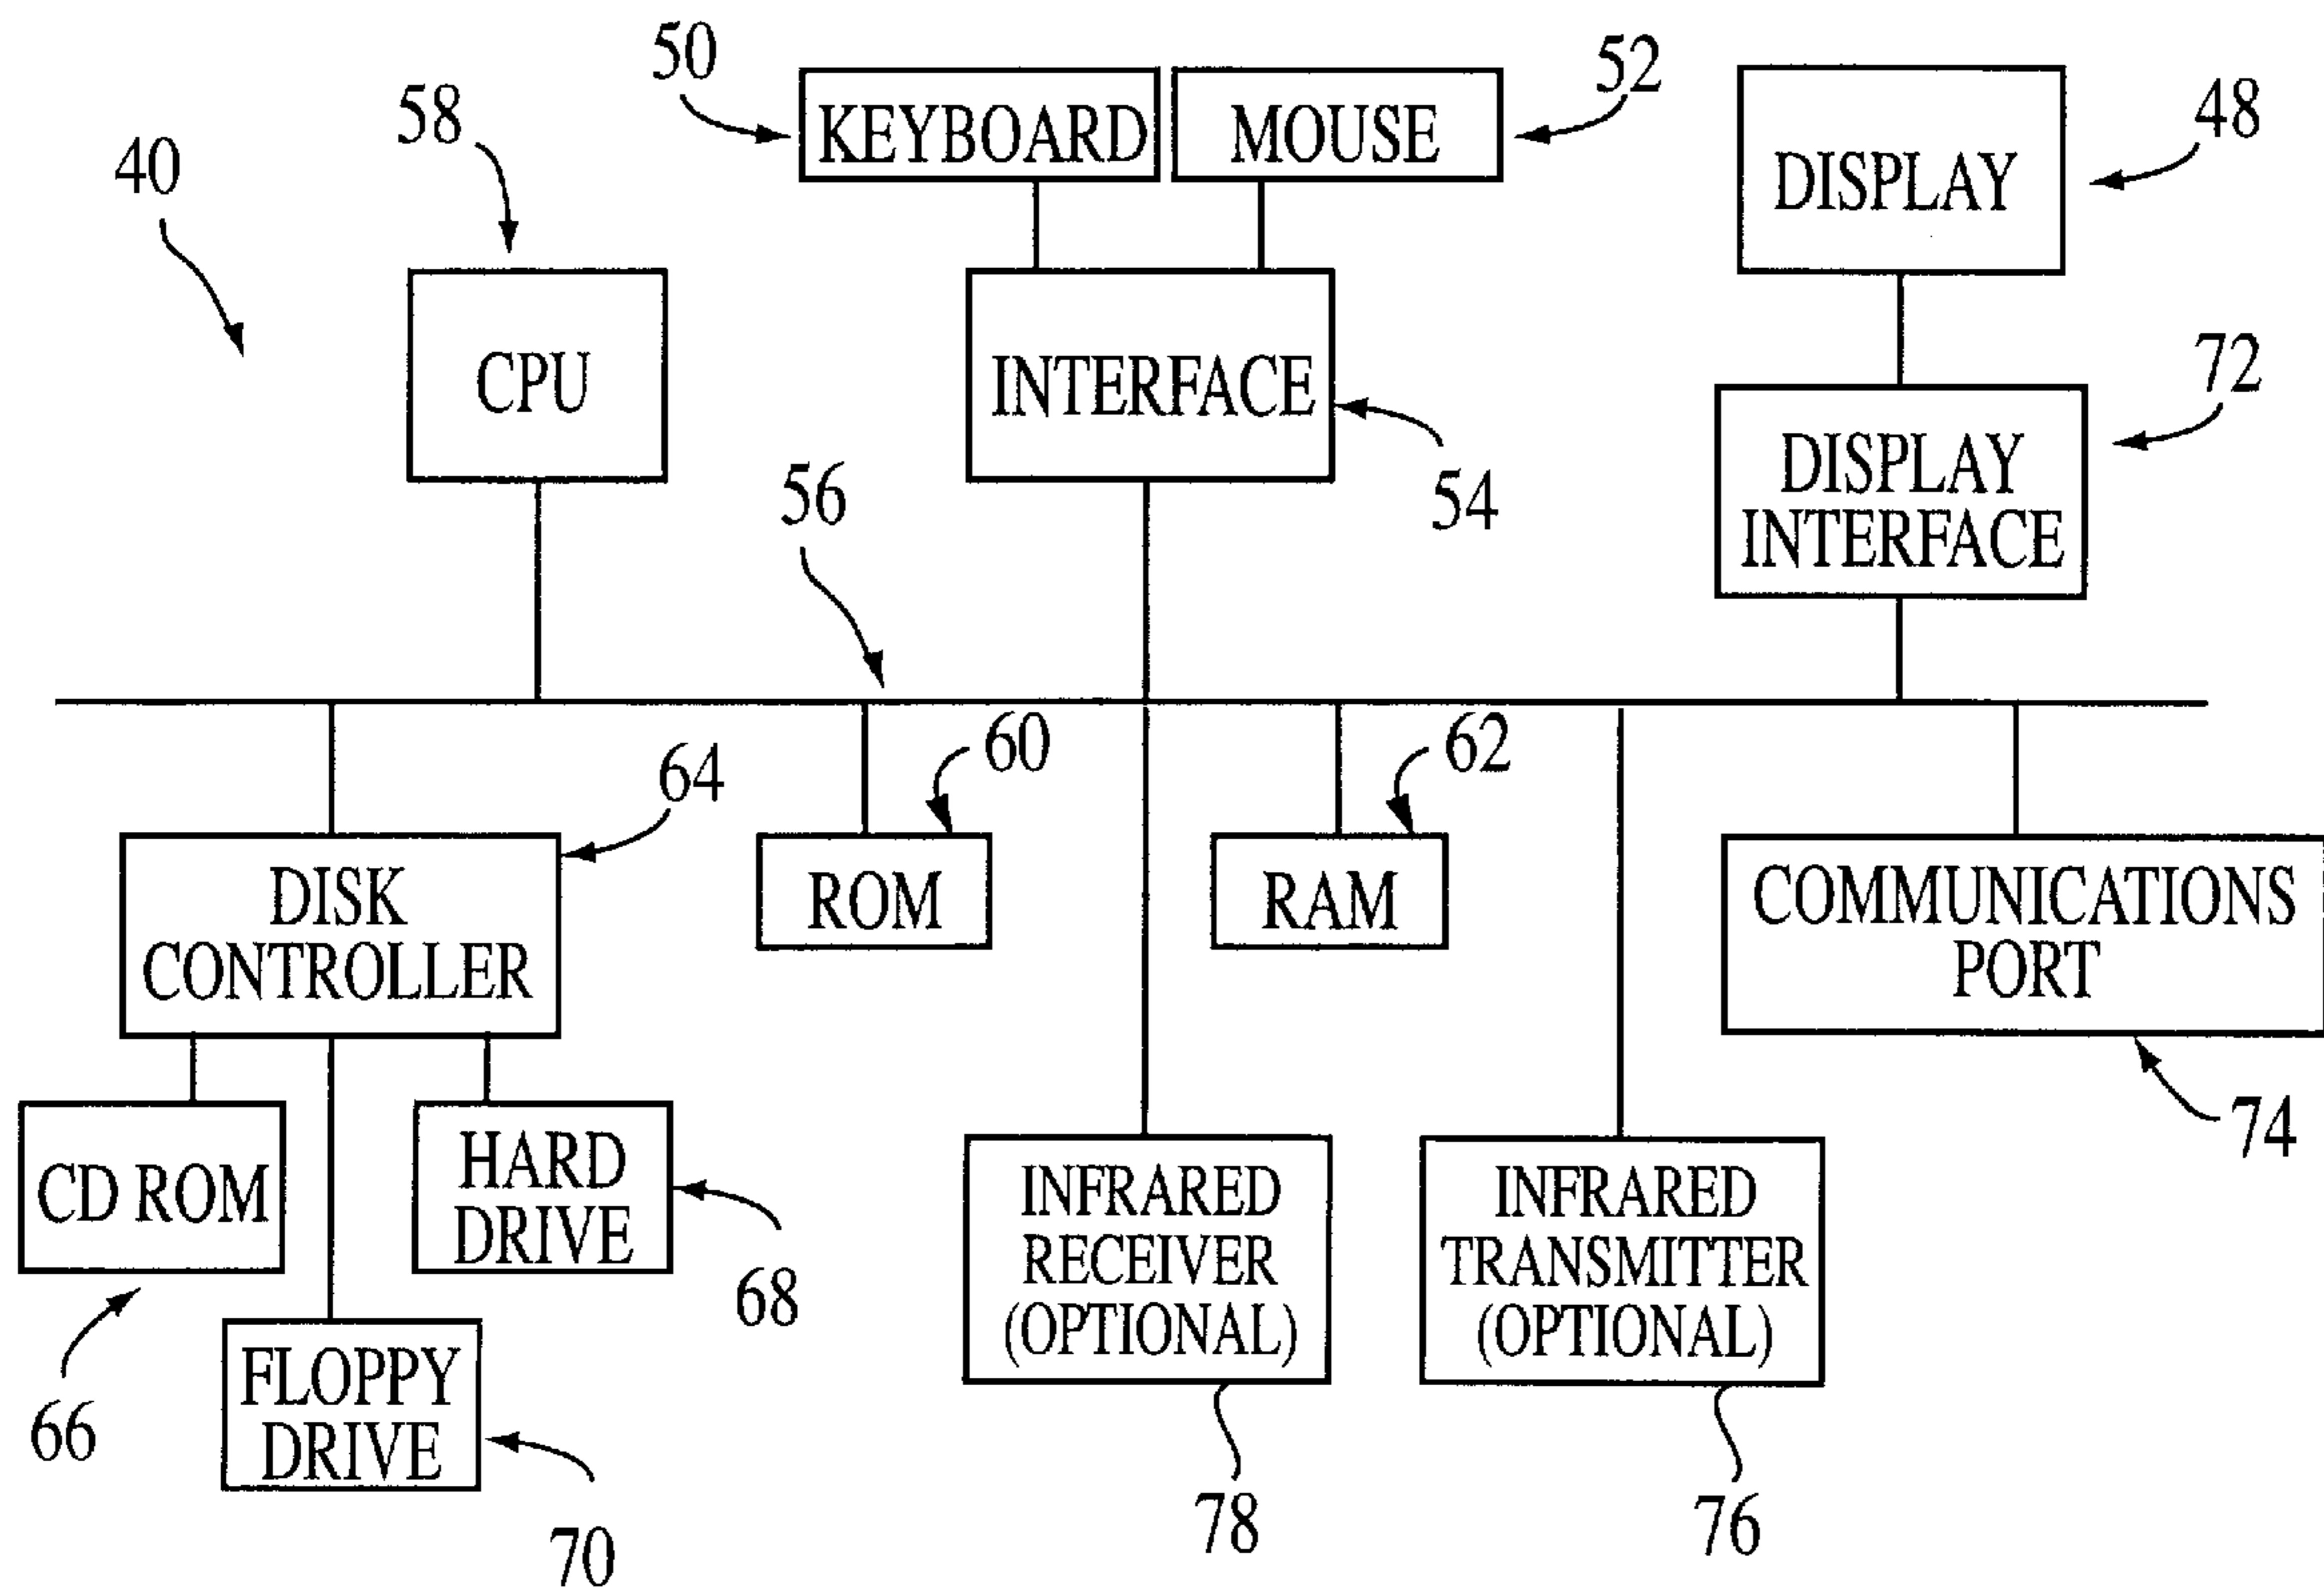 50
KEYBOARD
MOUSE
52
58
40
DISPLAY
48
CPU
INTERFACE
54
72
DISPLAY
INTERFACE
56
64
60
62
DISK
CONTROLLER
ROM
RAM
COMMUNICATIONS
PORT
74
CD ROM
66
HARD
DRIVE
68
FLOPPY
DRIVE
70
INFRARED
RECEIVER
(OPTIONAL)
78
INFRARED
TRANSMITTER
(OPTIONAL)
76